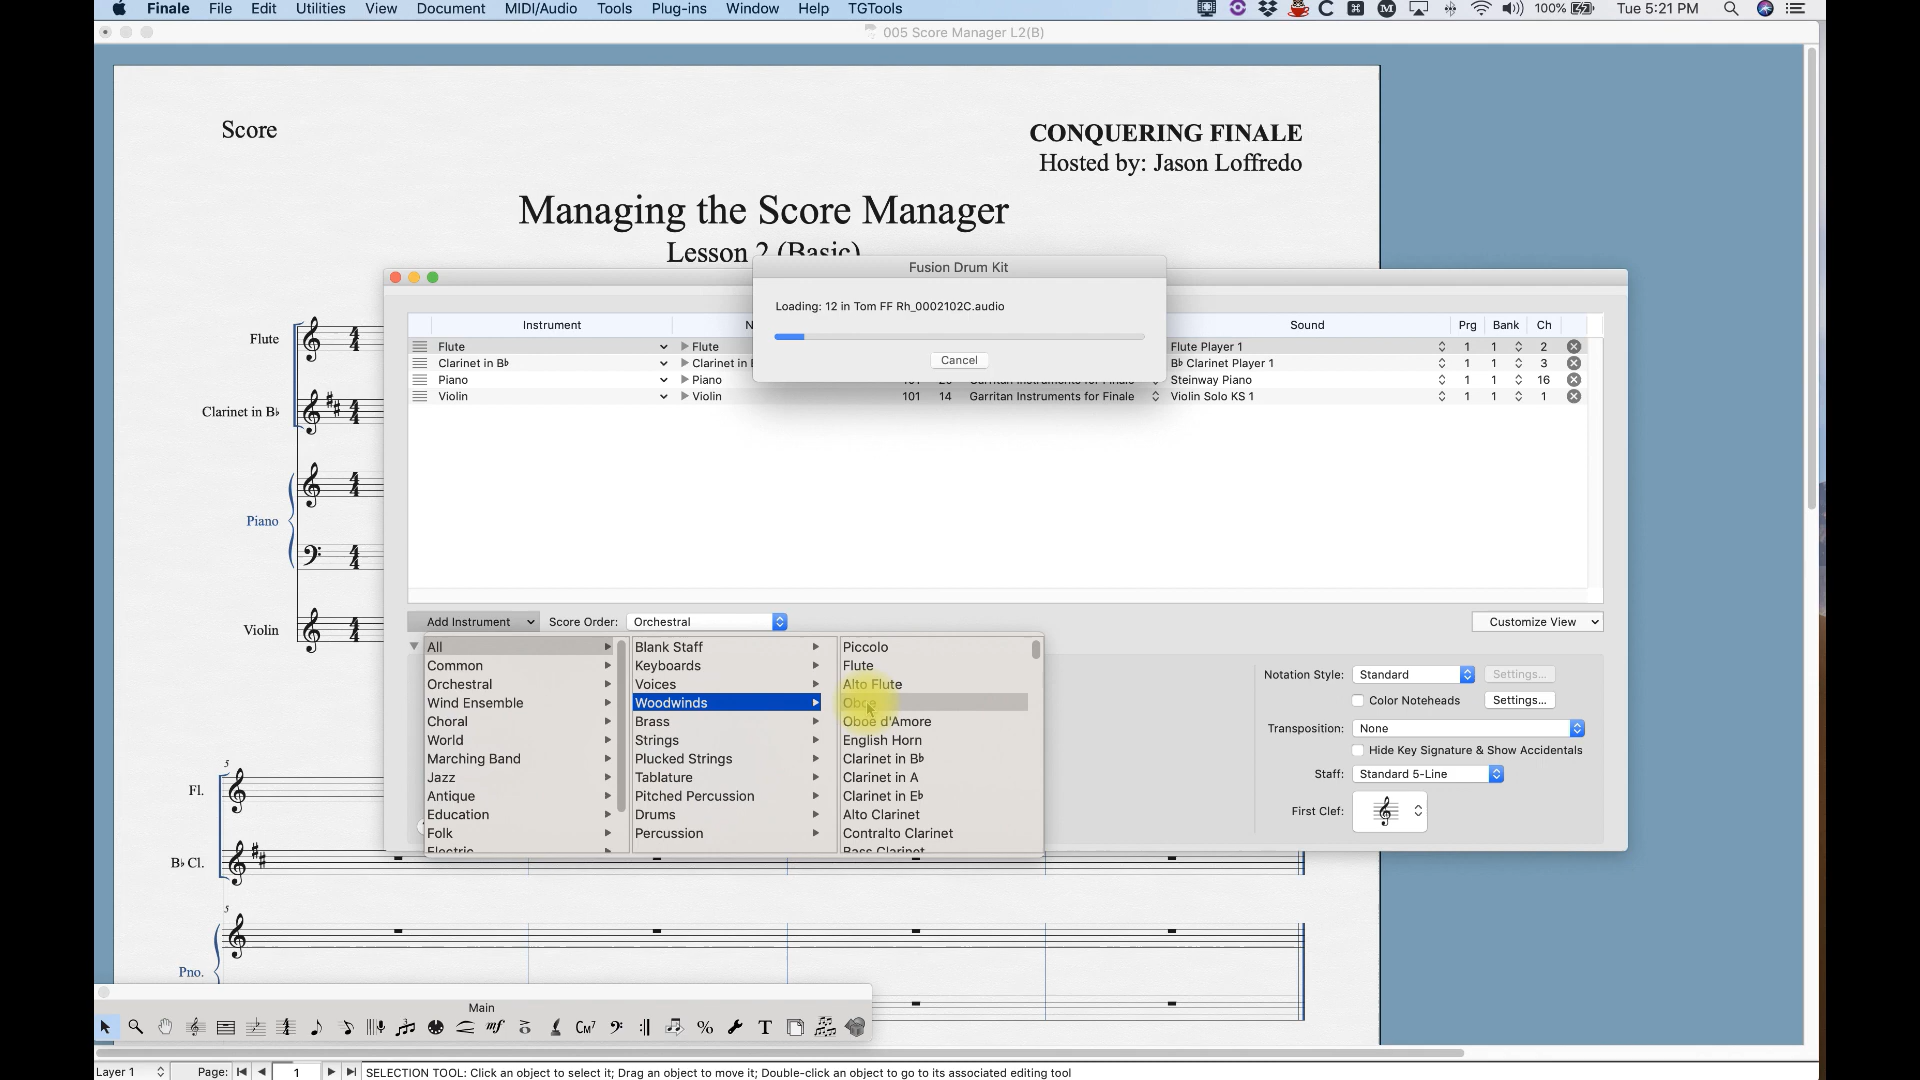 Finale File Edit Utilities View Document MIDI/Audio Tools Plug-ins Window Help TGTools 100% Tue 5:21 PM
005 Score Manager L2(B)
Score
CONQUERING FINALE
Hosted by: Jason Loffredo
Managing the Score Manager
Lesson 2 (Basic)
Fusion Drum Kit
Loading: 12 in Tom FF Rh_0002102C.audio
Cancel
Instrument N Sound Prg Bank Ch
Flute Flute Flute Player 1 1 1 2
Clarinet in B♭ Clarinet in B♭ Clarinet Player 1 1 1 3
Piano Piano Steinway Piano 1 1 16
Violin Violin 101 14 Garritan Instruments for Finale Violin Solo KS 1 1 1 1
Flute
Clarinet in B♭
Piano
Violin
Add Instrument Score Order: Orchestral Customize View
All Blank Staff Piccolo
Common Keyboards Flute
Orchestral Voices Alto Flute
Wind Ensemble Woodwinds Oboe
Choral Brass Oboe d'Amore
World Strings English Horn
Marching Band Plucked Strings Clarinet in B♭
Jazz Tablature Clarinet in A
Antique Pitched Percussion Clarinet in E♭
Education Drums Alto Clarinet
Folk Percussion Contralto Clarinet
Electric Bass Clarinet
Notation Style: Standard Settings...
Color Noteheads Settings...
Transposition: None
Hide Key Signature & Show Accidentals
Staff: Standard 5-Line
First Clef:
5
Fl.
B♭ Cl.
5
Pno.
Main
Layer 1 Page: 1 SELECTION TOOL: Click an object to select it; Drag an object to move it; Double-click an object to go to its associated editing tool